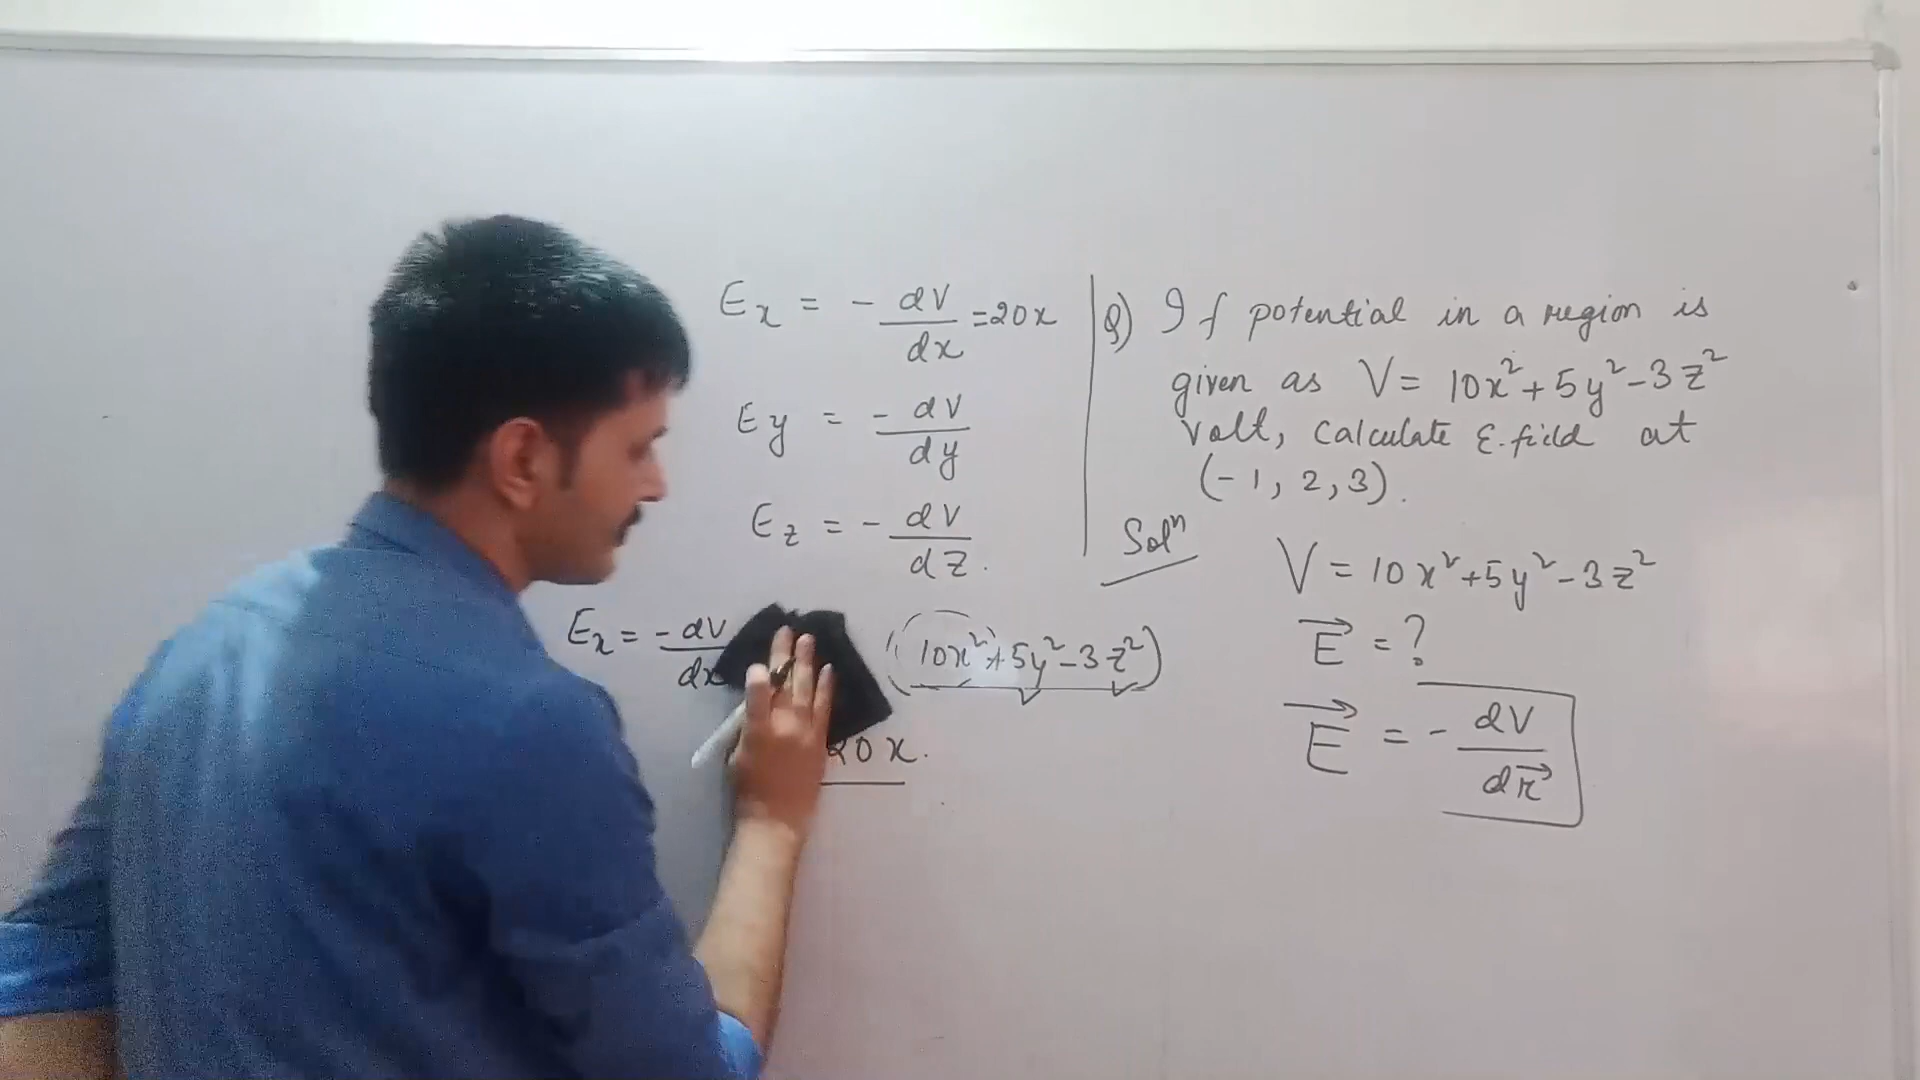 Ex = - dV/dx = 20x
Ey = - dV/dy
Ez = - dV/dz.
Ex = - dV/dx (10x² + 5y² - 3z²)
20x.
Q) If potential in a region is
given as V = 10x² + 5y² - 3z²
Volt, Calculate E.field at
(-1, 2, 3).
Solⁿ
V = 10x² + 5y² - 3z²
E⃗ = ?
E⃗ = - dV/dr⃗